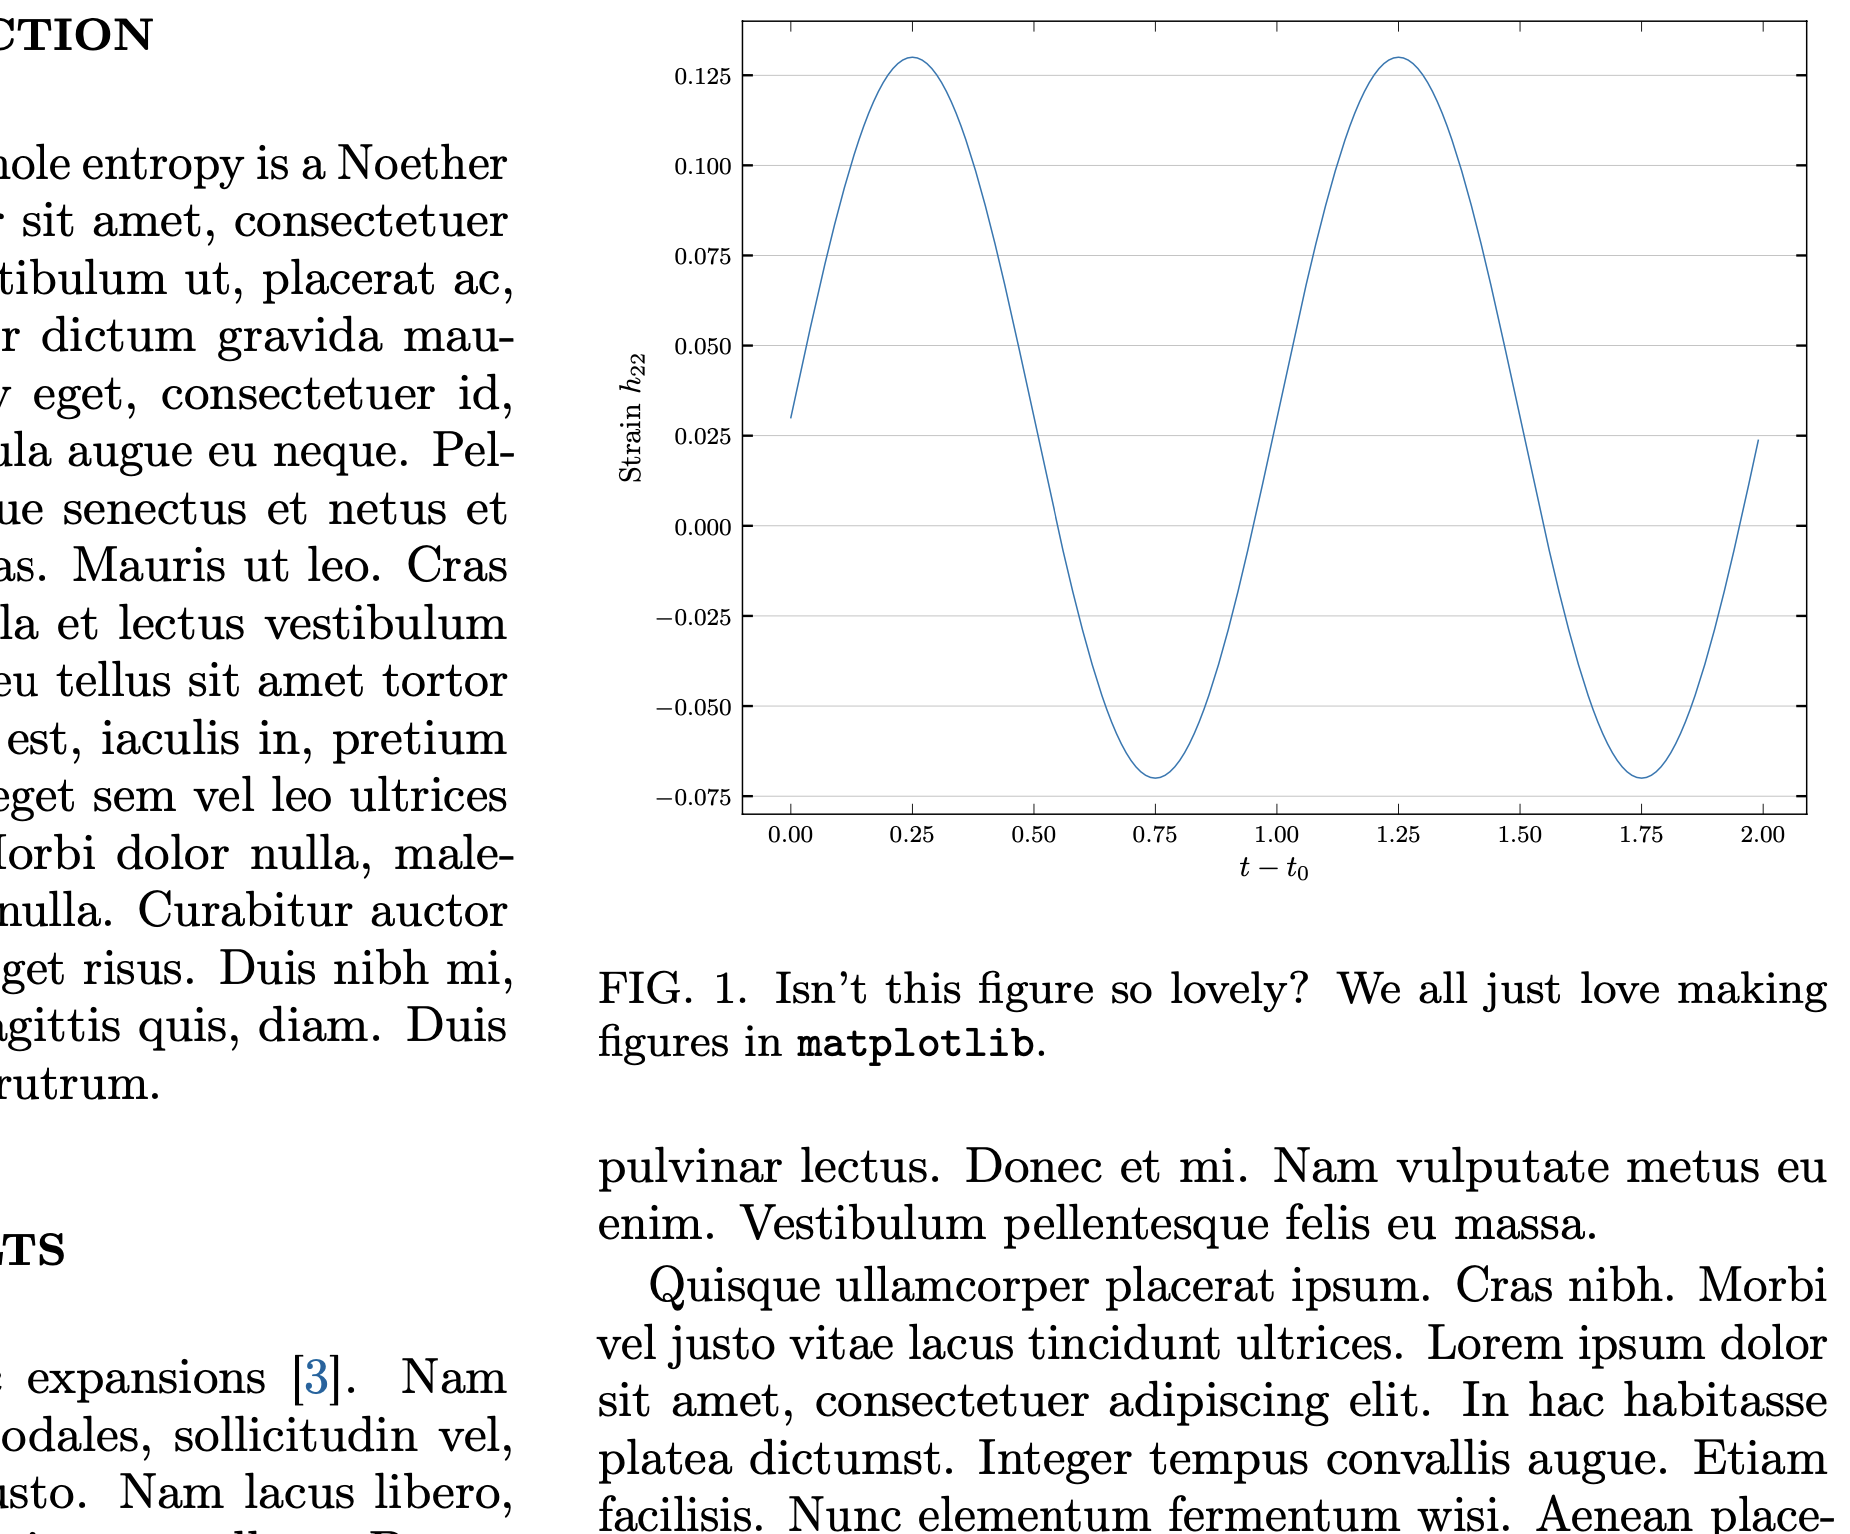 CTION
hole entropy is a Noether
sit amet, consectetuer
tibulum ut, placerat ac,
r dictum gravida mau-
eget, consectetuer id,
ula augue eu neque. Pel-
ue senectus et netus et
as. Mauris ut leo. Cras
la et lectus vestibulum
eu tellus sit amet tortor
est, iaculis in, pretium
eget sem vel leo ultrices
Morbi dolor nulla, male-
nulla. Curabitur auctor
get risus. Duis nibh mi,
agittis quis, diam. Duis
rutrum.
LTS
expansions [3]. Nam
odales, sollicitudin vel,
usto. Nam lacus libero,
0.125
0.100
0.075
0.050
0.025
0.000
−0.025
−0.050
−0.075
Strain h22
0.00 0.25 0.50 0.75 1.00 1.25 1.50 1.75 2.00
t − t0
FIG. 1. Isn't this figure so lovely? We all just love making
figures in matplotlib.
pulvinar lectus. Donec et mi. Nam vulputate metus eu
enim. Vestibulum pellentesque felis eu massa.
Quisque ullamcorper placerat ipsum. Cras nibh. Morbi
vel justo vitae lacus tincidunt ultrices. Lorem ipsum dolor
sit amet, consectetuer adipiscing elit. In hac habitasse
platea dictumst. Integer tempus convallis augue. Etiam
facilisis. Nunc elementum fermentum wisi. Aenean place-